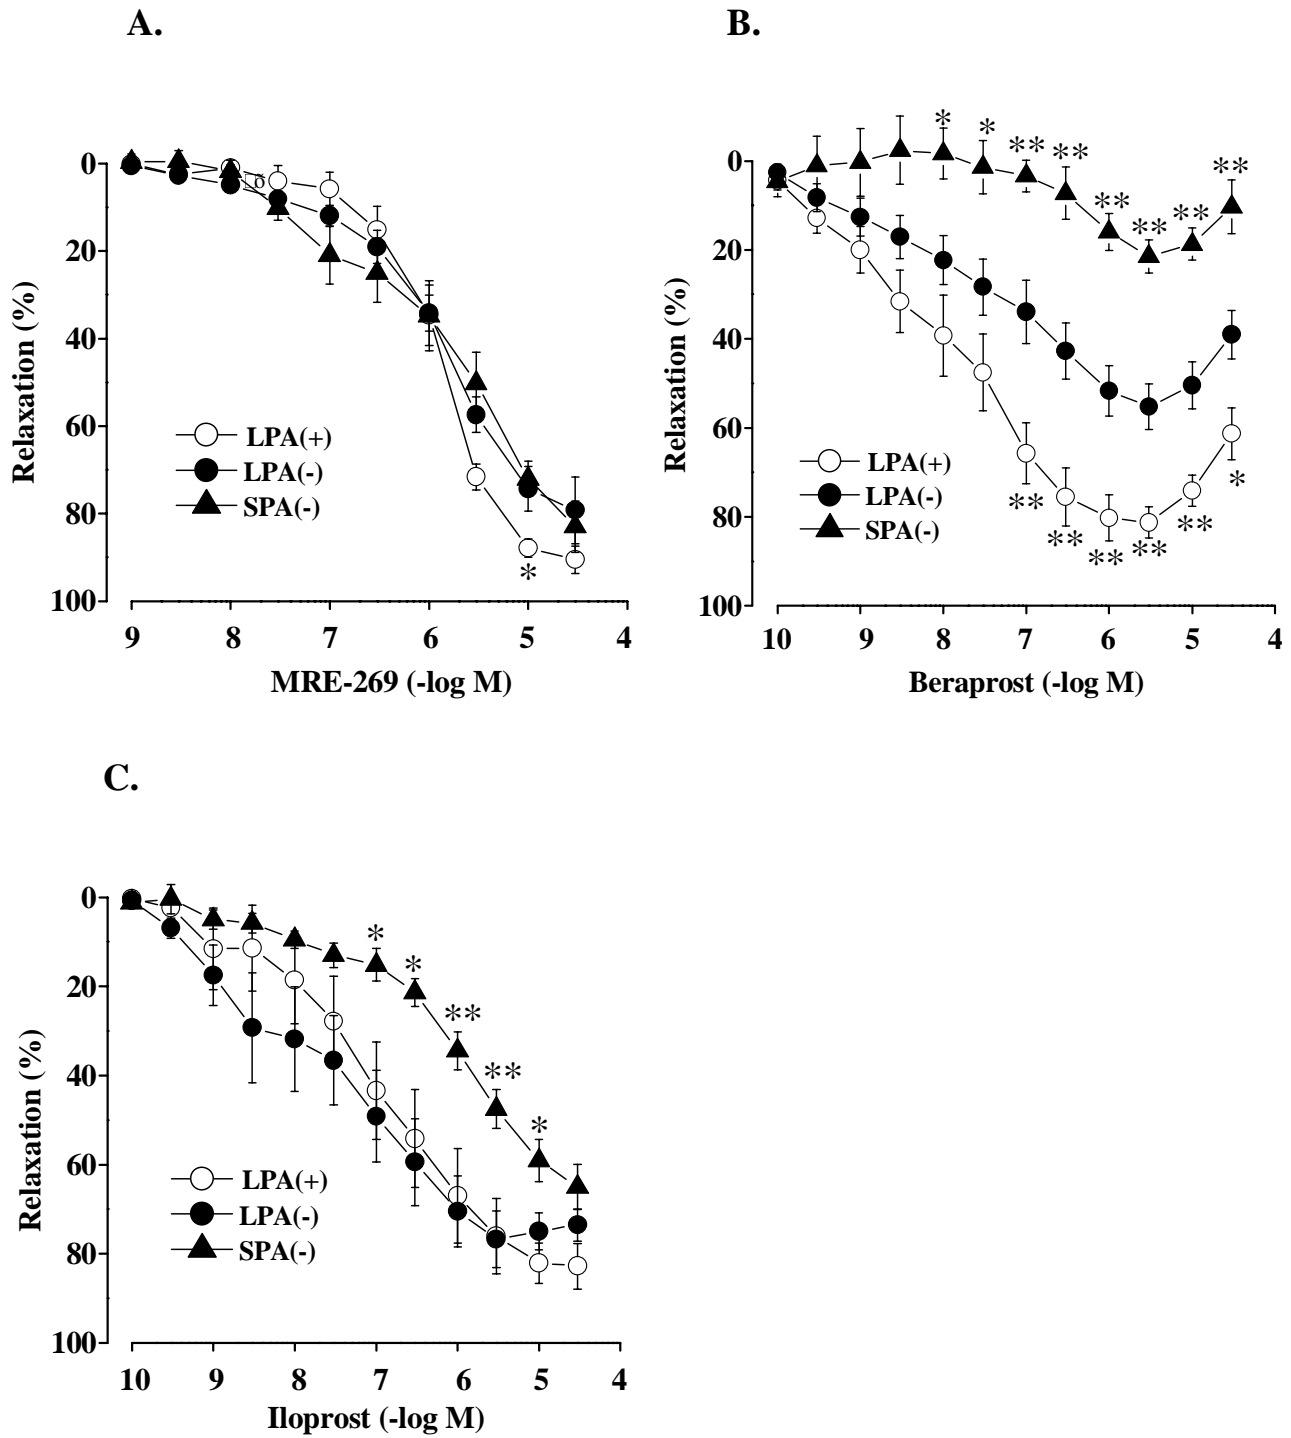 A.
0
20
40
60
80
100
Relaxation (%)
*
LPA(+)
LPA(-)
SPA(-)
9 8 7 6 5 4
MRE-269 (-log M)
B.
0
20
40
60
80
100
Relaxation (%)
* * ** ** ** ** ** **
** ** ** ** ** *
LPA(+)
LPA(-)
SPA(-)
10 9 8 7 6 5 4
Beraprost (-log M)
C.
0
20
40
60
80
100
Relaxation (%)
* * ** ** *
LPA(+)
LPA(-)
SPA(-)
10 9 8 7 6 5 4
Iloprost (-log M)